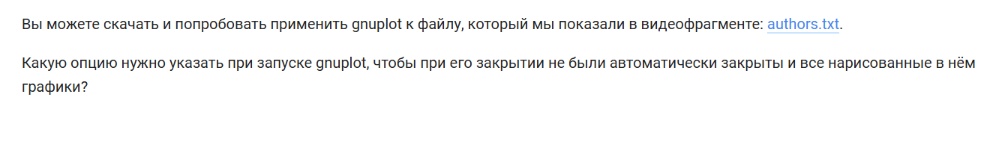 Вы можете скачать и попробовать применить gnuplot к файлу, который мы показали в видеофрагменте: authors.txt.
Какую опцию нужно указать при запуске gnuplot, чтобы при его закрытии не были автоматически закрыты и все нарисованные в нём
графики?